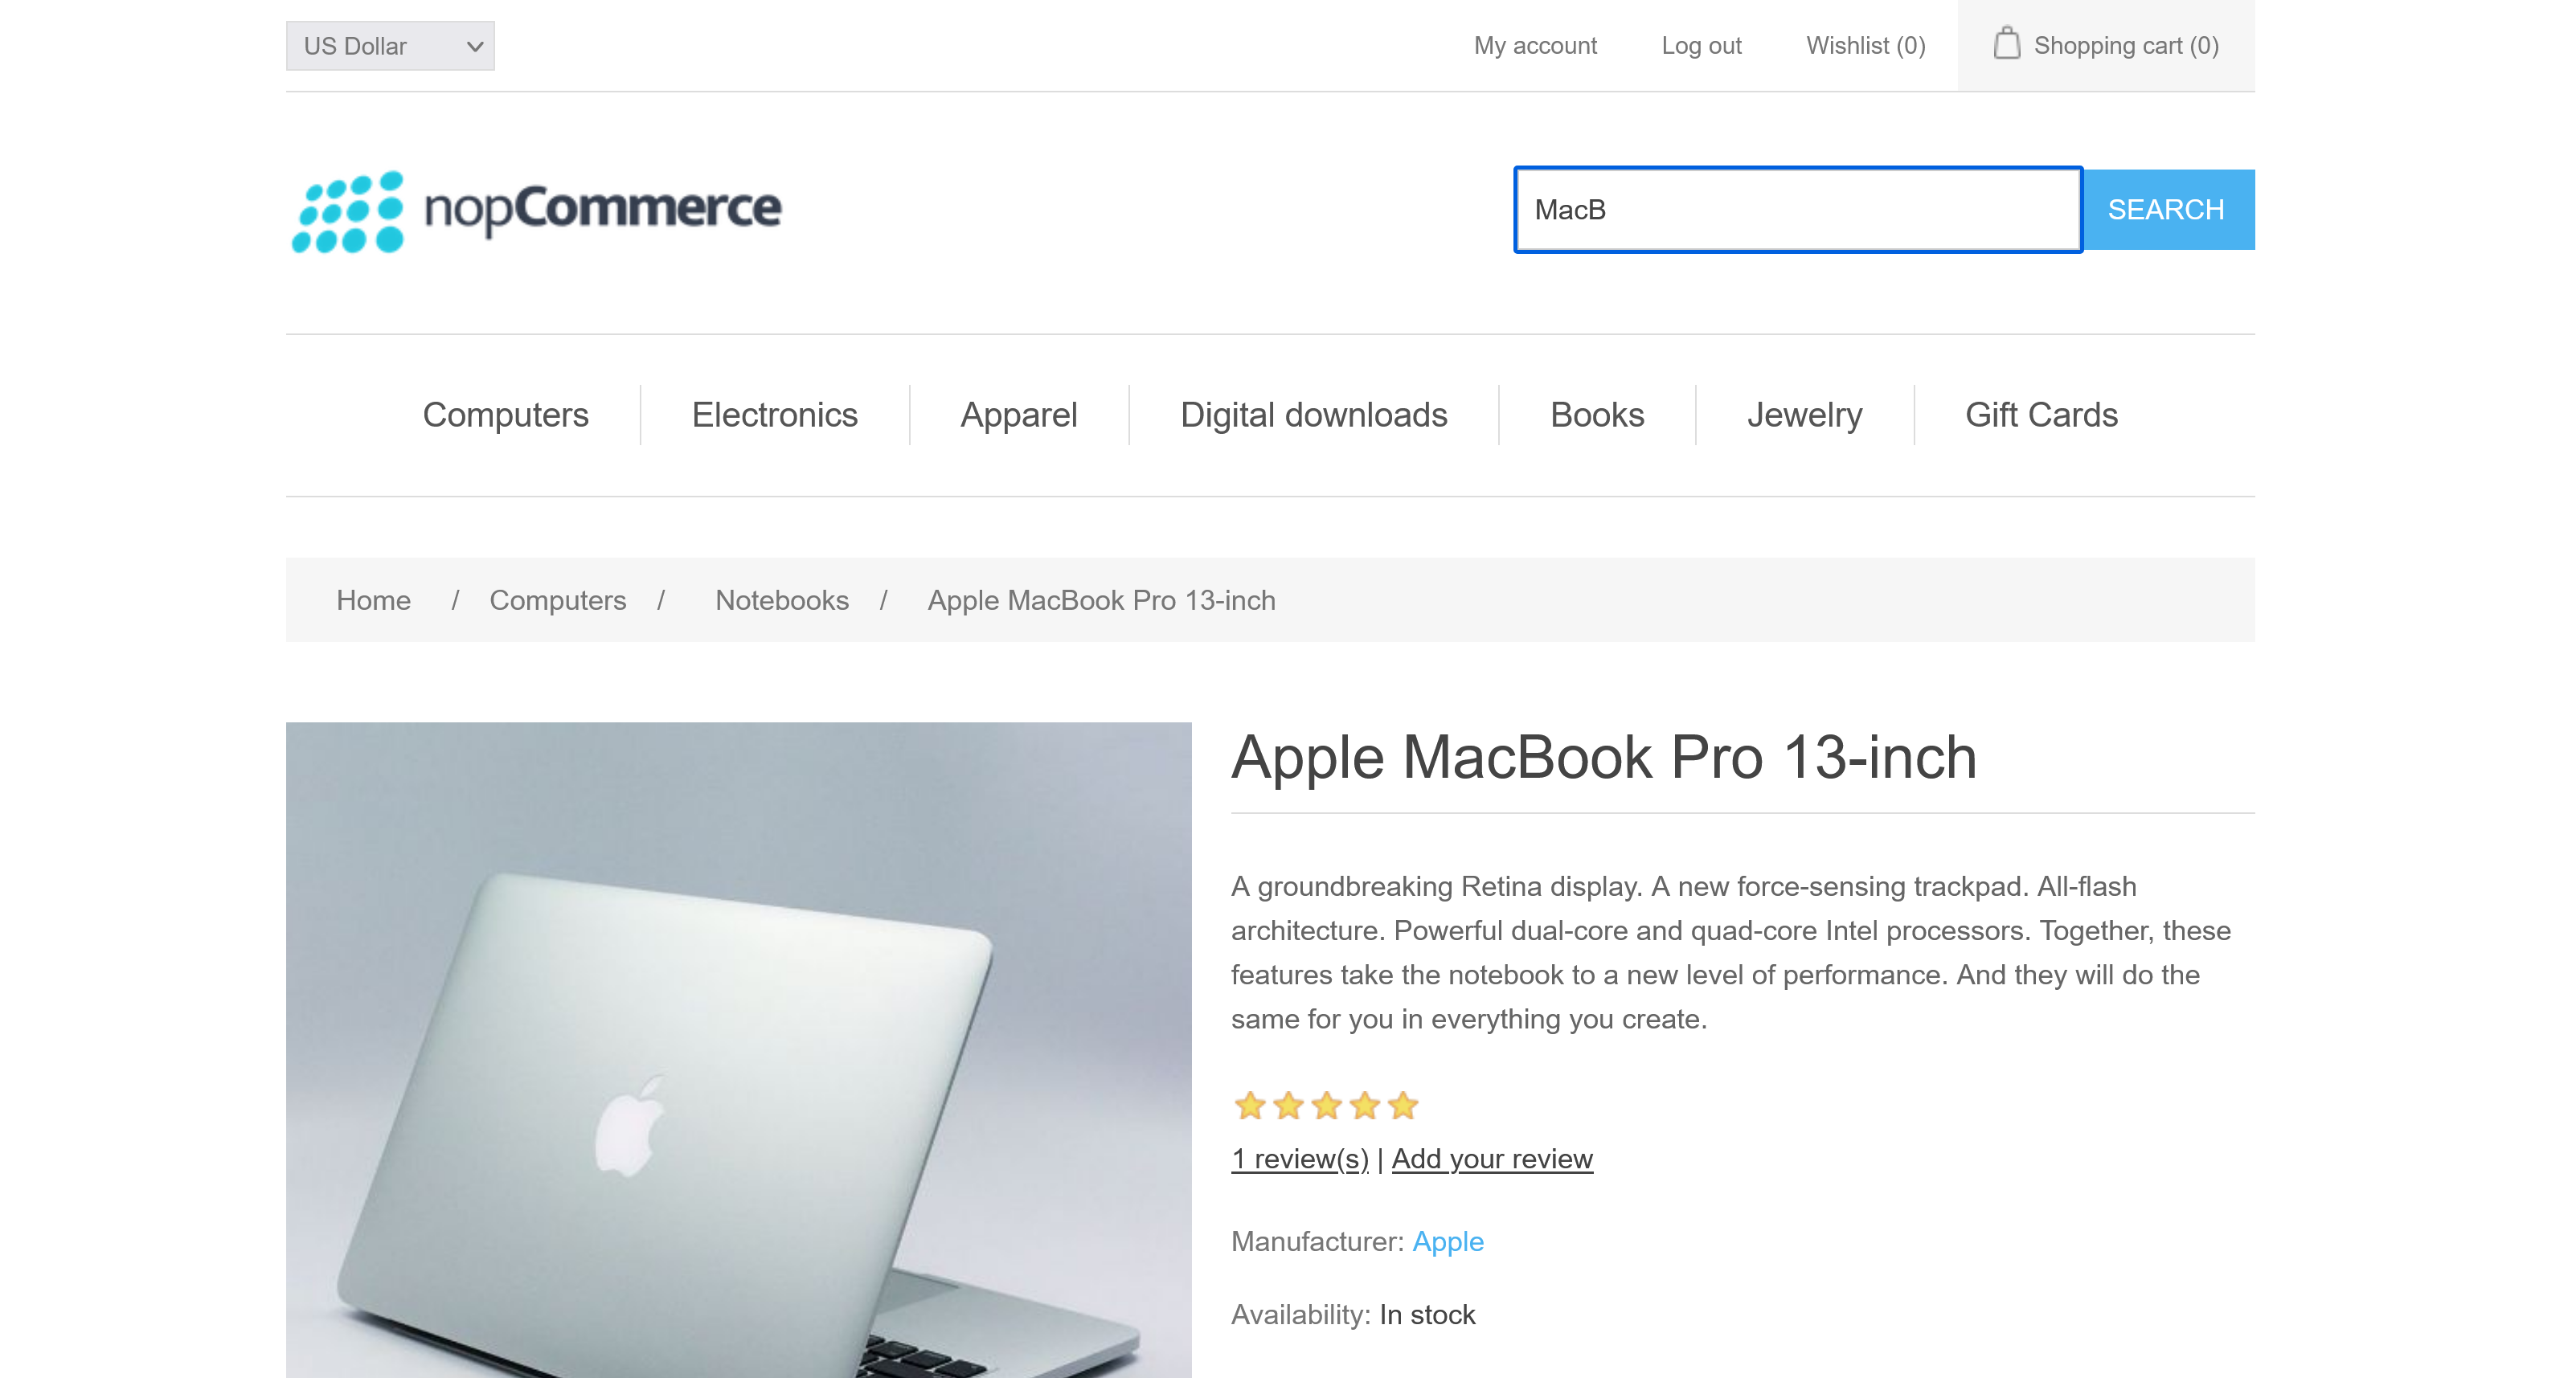 US Dollar
My account
Log out
Wishlist (0)
Shopping cart (0)
nopCommerce
MacB
SEARCH
Computers
Electronics
Apparel
Digital downloads
Books
Jewelry
Gift Cards
Home / Computers / Notebooks / Apple MacBook Pro 13-inch
Apple MacBook Pro 13-inch
A groundbreaking Retina display. A new force-sensing trackpad. All-flash
architecture. Powerful dual-core and quad-core Intel processors. Together, these
features take the notebook to a new level of performance. And they will do the
same for you in everything you create.
1 review(s) | Add your review
Manufacturer: Apple
Availability: In stock